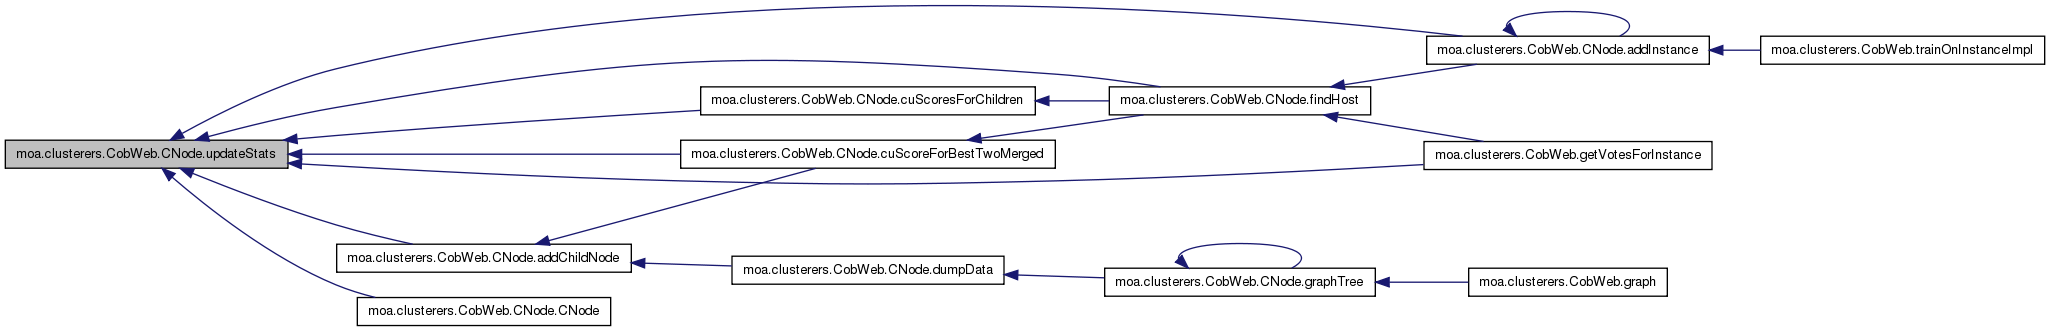 moa.clusterers.CobWeb.CNode.addInstance
moa.clusterers.CobWeb.trainOnInstanceImpl
moa.clusterers.CobWeb.CNode.cuScoresForChildren
moa.clusterers.CobWeb.CNode.findHost
moa.clusterers.CobWeb.CNode.updateStats
moa.clusterers.CobWeb.CNode.cuScoreForBestTwoMerged
moa.clusterers.CobWeb.getVotesForInstance
moa.clusterers.CobWeb.CNode.addChildNode
moa.clusterers.CobWeb.CNode.dumpData
moa.clusterers.CobWeb.CNode.graphTree
moa.clusterers.CobWeb.graph
moa.clusterers.CobWeb.CNode.CNode